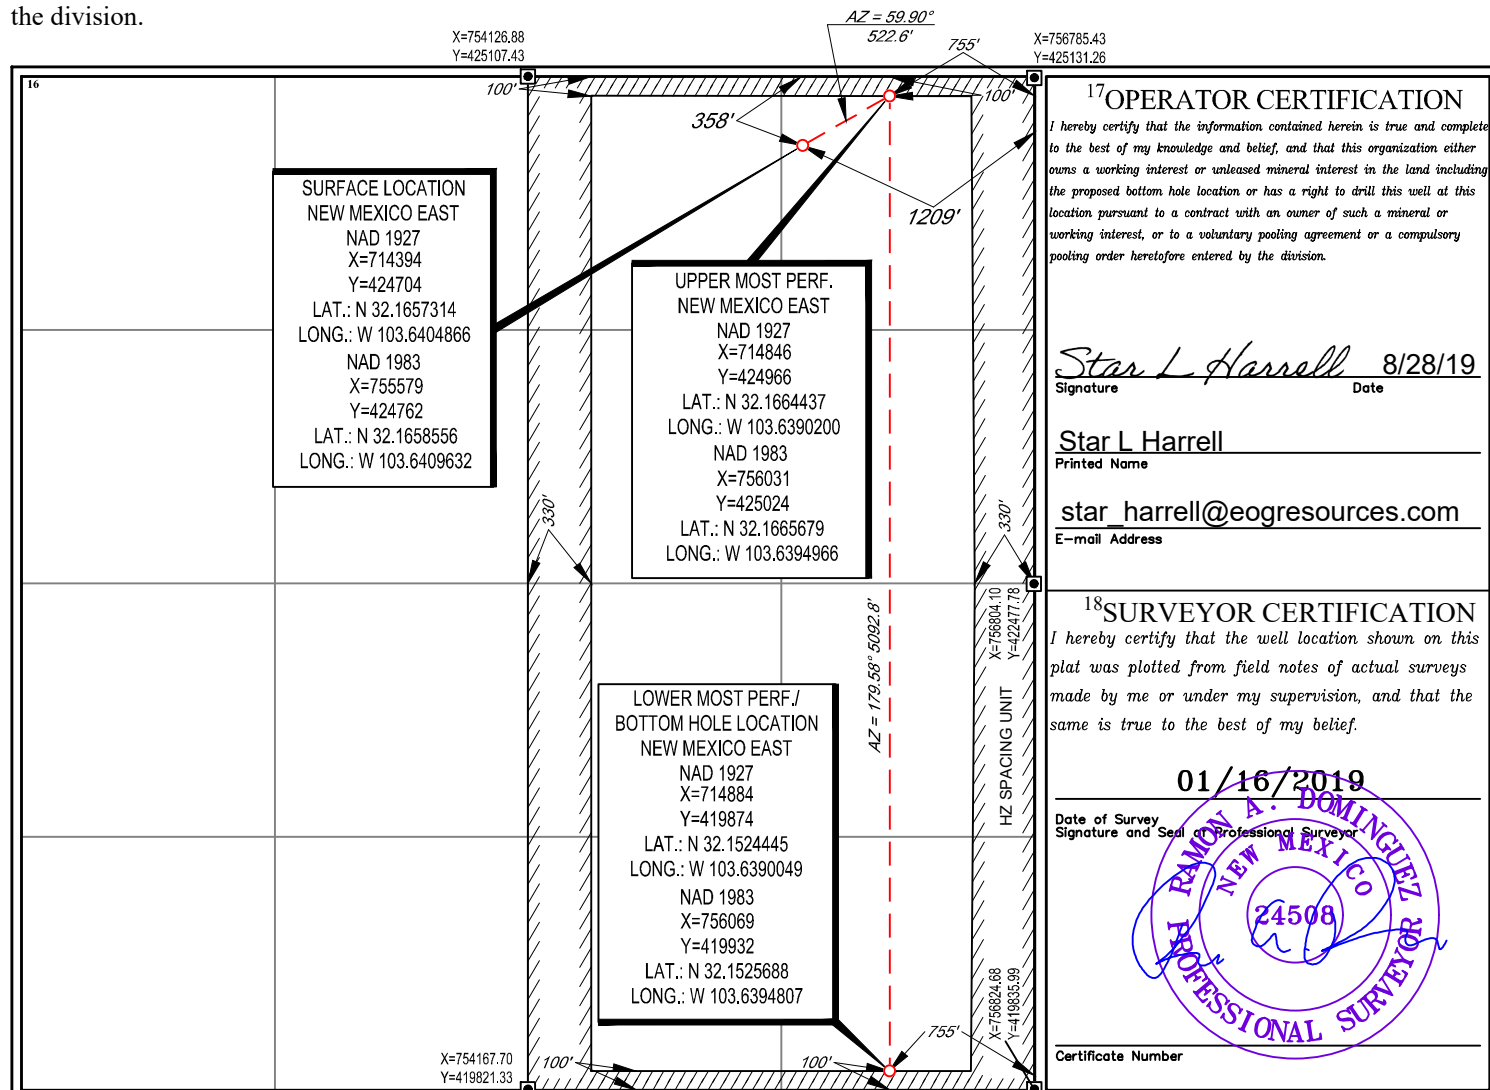 the division.
AZ = 59.90°
522.6'
755'
X=754126.88
Y=425107.43
X=756785.43
Y=425131.26
16
100'
100'
358'
1209'
SURFACE LOCATION
NEW MEXICO EAST
NAD 1927
X=714394
Y=424704
LAT.: N 32.1657314
LONG.: W 103.6404866
NAD 1983
X=755579
Y=424762
LAT.: N 32.1658556
LONG.: W 103.6409632
UPPER MOST PERF.
NEW MEXICO EAST
NAD 1927
X=714846
Y=424966
LAT.: N 32.1664437
LONG.: W 103.6390200
NAD 1983
X=756031
Y=425024
LAT.: N 32.1665679
LONG.: W 103.6394966
330'
330'
X=756804.10
Y=422477.78
AZ = 179.58° 5092.8'
HZ SPACING UNIT
LOWER MOST PERF./
BOTTOM HOLE LOCATION
NEW MEXICO EAST
NAD 1927
X=714884
Y=419874
LAT.: N 32.1524445
LONG.: W 103.6390049
NAD 1983
X=756069
Y=419932
LAT.: N 32.1525688
LONG.: W 103.6394807
X=756824.68
Y=419835.99
755'
X=754167.70
Y=419821.33
100'
100'
17 OPERATOR CERTIFICATION
I hereby certify that the information contained herein is true and complete
to the best of my knowledge and belief, and that this organization either
owns a working interest or unleased mineral interest in the land including
the proposed bottom hole location or has a right to drill this well at this
location pursuant to a contract with an owner of such a mineral or
working interest, or to a voluntary pooling agreement or a compulsory
pooling order heretofore entered by the division.
Star L Harrell 8/28/19
Signature Date
Star L Harrell
Printed Name
star_harrell@eogresources.com
E-mail Address
18 SURVEYOR CERTIFICATION
I hereby certify that the well location shown on this
plat was plotted from field notes of actual surveys
made by me or under my supervision, and that the
same is true to the best of my belief.
01/16/2019
Date of Survey
Signature and Seal of Professional Surveyor
RAMON A. DOMINGUEZ
NEW MEXICO
24508
PROFESSIONAL SURVEYOR
Certificate Number